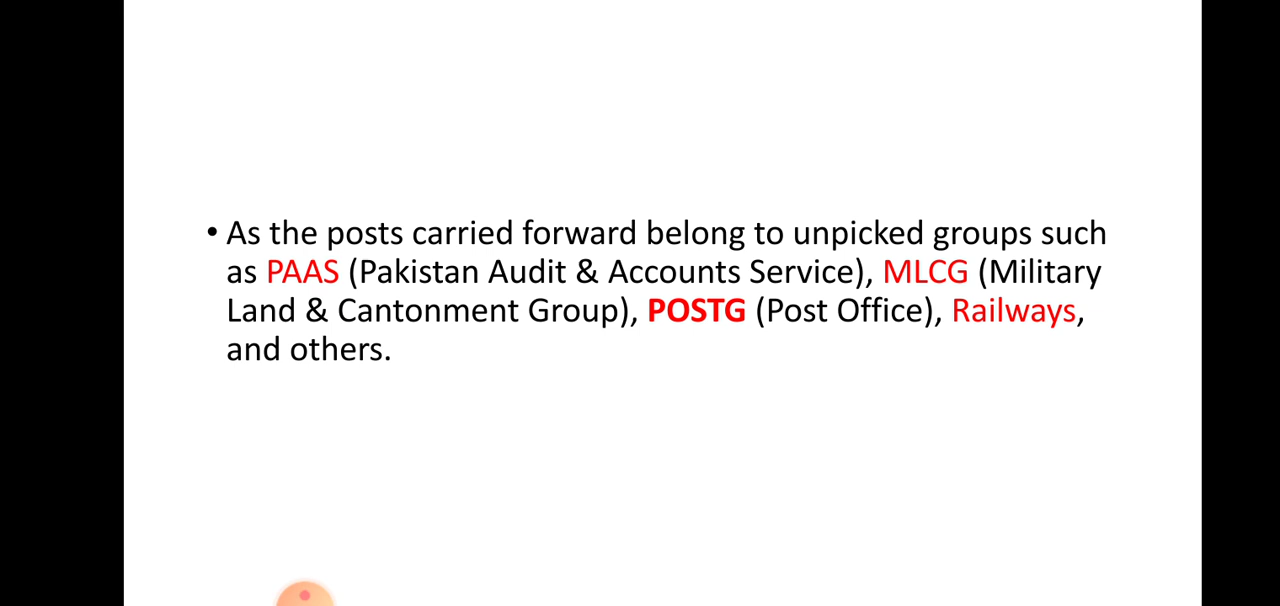 • As the posts carried forward belong to unpicked groups such
as PAAS (Pakistan Audit & Accounts Service), MLCG (Military
Land & Cantonment Group), POSTG (Post Office), Railways,
and others.